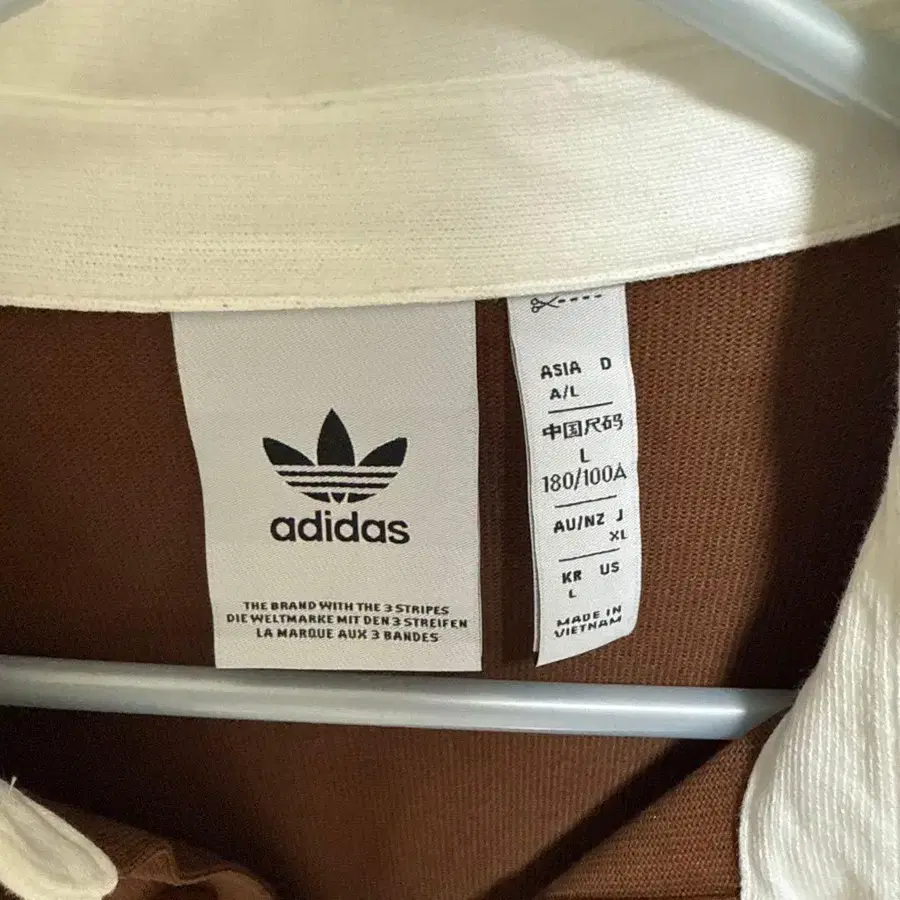 adidas
THE BRAND WITH THE 3 STRIPES
DIE WELTMARKE MIT DEN 3 STREIFEN
LA MARQUE AUX 3 BANDES
ASIA D
A/L
中国尺码
L
180/100A
AU/NZ J
XL
KR US
L
MADE IN
VIETNAM